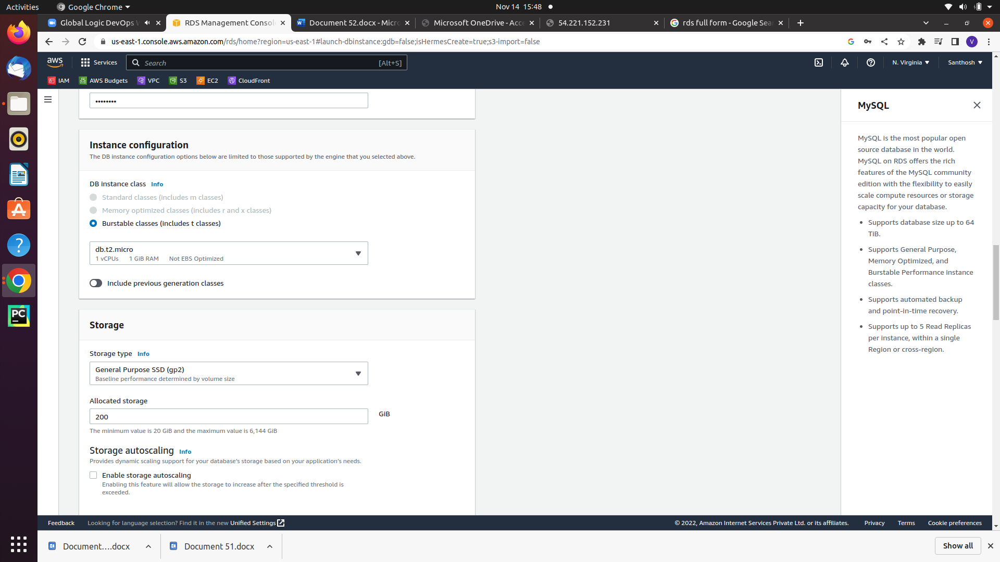 Activities
Google Chrome
Nov 14 15:48
Global Logic DevOps
RDS Management Conso
Document 52.docx - Micro
Microsoft OneDrive - Acce
54.221.152.231
rds full form - Google Sea
us-east-1.console.aws.amazon.com/rds/home?region=us-east-1#launch-dbinstance:gdb=false;isHermesCreate=true;s3-import=false
V
aws
Services
Search
[Alt+S]
N. Virginia
Santhosh
IAM
AWS Budgets
VPC
S3
EC2
CloudFront
••••••••
Instance configuration
The DB instance configuration options below are limited to those supported by the engine that you selected above.
DB instance class Info
Standard classes (includes m classes)
Memory optimized classes (includes r and x classes)
Burstable classes (includes t classes)
db.t2.micro
1 vCPUs 1 GiB RAM Not EBS Optimized
Include previous generation classes
Storage
Storage type Info
General Purpose SSD (gp2)
Baseline performance determined by volume size
Allocated storage
200
GiB
The minimum value is 20 GiB and the maximum value is 6,144 GiB
Storage autoscaling Info
Provides dynamic scaling support for your database's storage based on your application's needs.
Enable storage autoscaling
Enabling this feature will allow the storage to increase after the specified threshold is
exceeded.
MySQL
MySQL is the most popular open
source database in the world.
MySQL on RDS offers the rich
features of the MySQL community
edition with the flexibility to easily
scale compute resources or storage
capacity for your database.
• Supports database size up to 64
TiB.
• Supports General Purpose,
Memory Optimized, and
Burstable Performance instance
classes.
• Supports automated backup
and point-in-time recovery.
• Supports up to 5 Read Replicas
per instance, within a single
Region or cross-region.
PC
Feedback
Looking for language selection? Find it in the new Unified Settings
© 2022, Amazon Internet Services Private Ltd. or its affiliates.
Privacy
Terms
Cookie preferences
Document....docx
Document 51.docx
Show all